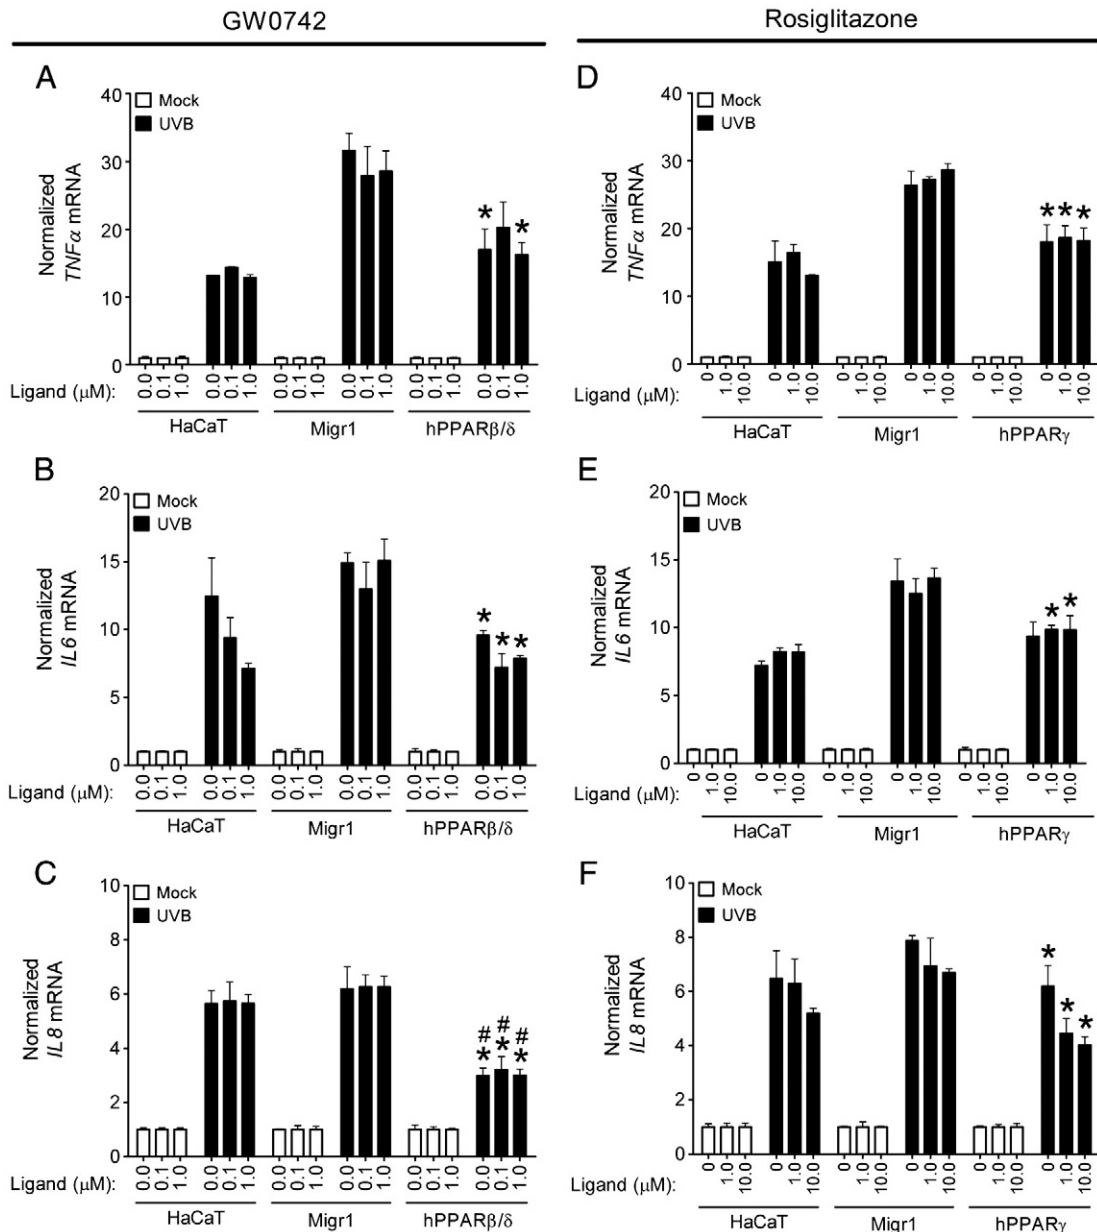 GW0742
Rosiglitazone
A
Mock
UVB
Normalized
TNFα mRNA
40
30
20
10
0
* *
Ligand (μM):
0.0 0.1 1.0 0.0 0.1 1.0 0.0 0.1 1.0 0.0 0.1 1.0 0.0 0.1 1.0 0.0 0.1 1.0
HaCaT Migr1 hPPARβ/δ
D
Mock
UVB
Normalized
TNFα mRNA
40
30
20
10
0
* * *
Ligand (μM):
0 1.0 10.0 0 1.0 10.0 0 1.0 10.0 0 1.0 10.0 0 1.0 10.0 0 1.0 10.0
HaCaT Migr1 hPPARγ
B
Mock
UVB
Normalized
IL6 mRNA
20
15
10
5
0
* * *
Ligand (μM):
0.0 0.1 1.0 0.0 0.1 1.0 0.0 0.1 1.0 0.0 0.1 1.0 0.0 0.1 1.0 0.0 0.1 1.0
HaCaT Migr1 hPPARβ/δ
E
Mock
UVB
Normalized
IL6 mRNA
20
15
10
5
0
* *
Ligand (μM):
0 1.0 10.0 0 1.0 10.0 0 1.0 10.0 0 1.0 10.0 0 1.0 10.0 0 1.0 10.0
HaCaT Migr1 hPPARγ
C
Mock
UVB
Normalized
IL8 mRNA
10
8
6
4
2
0
# # #
* * *
Ligand (μM):
0.0 0.1 1.0 0.0 0.1 1.0 0.0 0.1 1.0 0.0 0.1 1.0 0.0 0.1 1.0 0.0 0.1 1.0
HaCaT Migr1 hPPARβ/δ
F
Mock
UVB
Normalized
IL8 mRNA
10
8
6
4
2
0
* * *
Ligand (μM):
0 1.0 10.0 0 1.0 10.0 0 1.0 10.0 0 1.0 10.0 0 1.0 10.0 0 1.0 10.0
HaCaT Migr1 hPPARγ